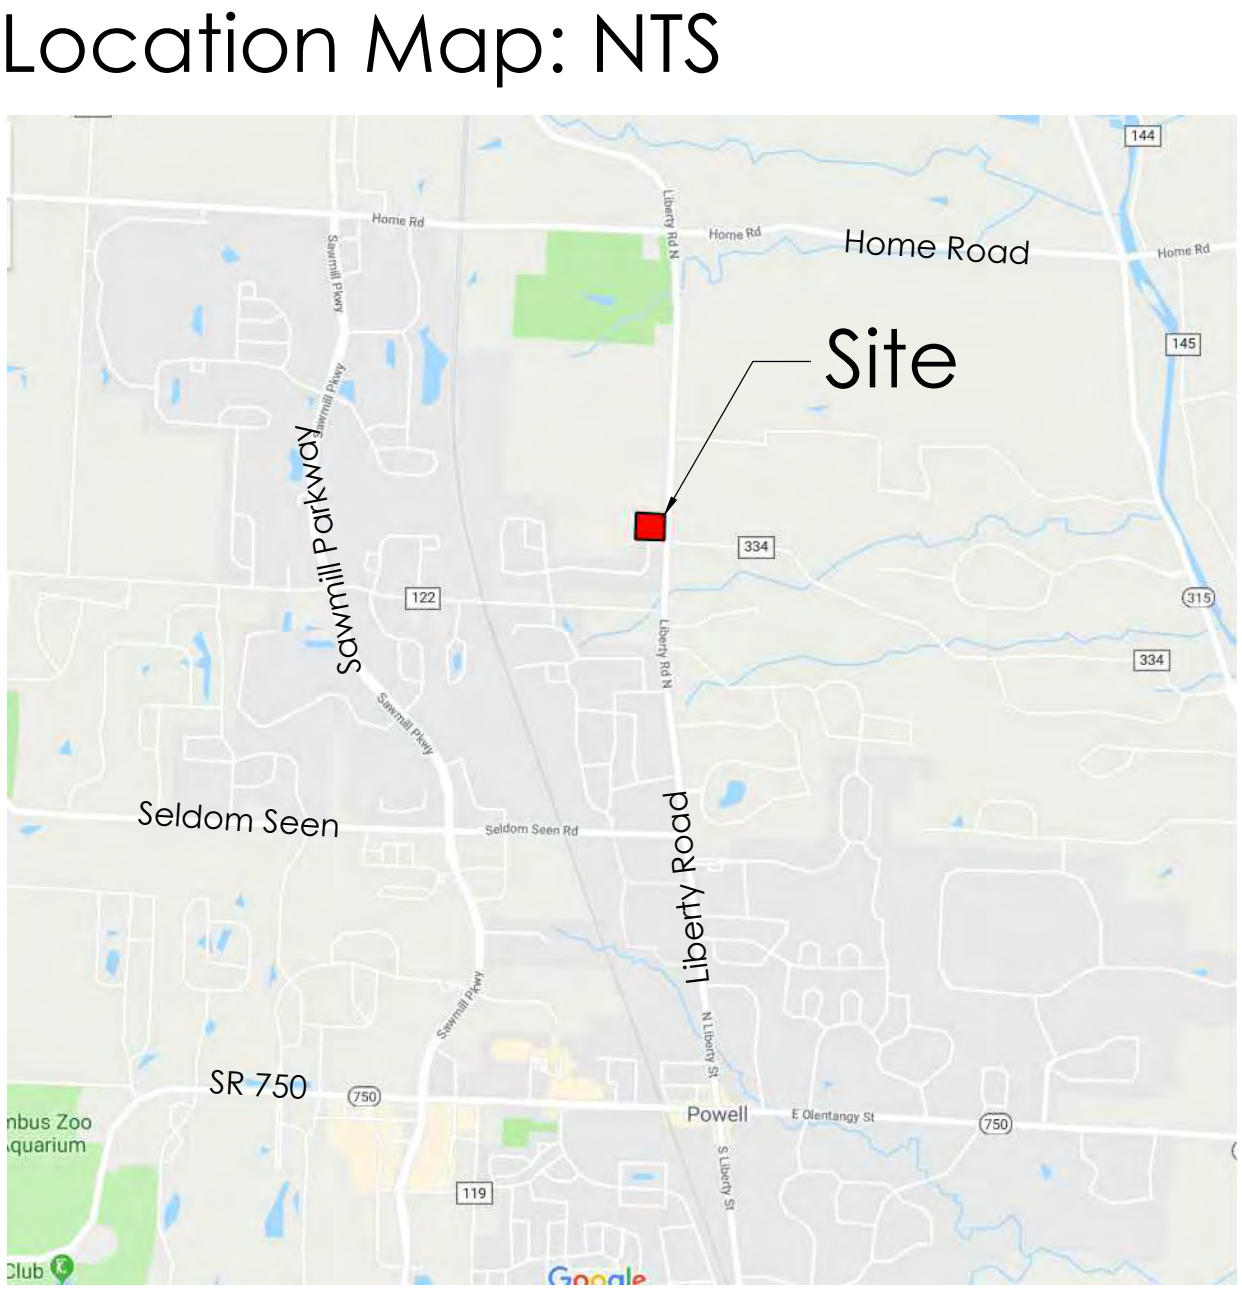 Location Map: NTS
144
Liberty Rd N
Home Rd
Home Rd
Home Road
Home Rd
Sawmill Pkwy
Site
145
Sawmill Pkwy
Sawmill Parkway
334
122
315
Liberty Rd N
334
Sawmill Pkwy
Liberty Road
Seldom Seen
Seldom Seen Rd
Sawmill Pkwy
N Liberty St
SR 750
750
Powell
E Olentangy St
750
mbus Zoo
Aquarium
S Liberty St
119
Club
Google